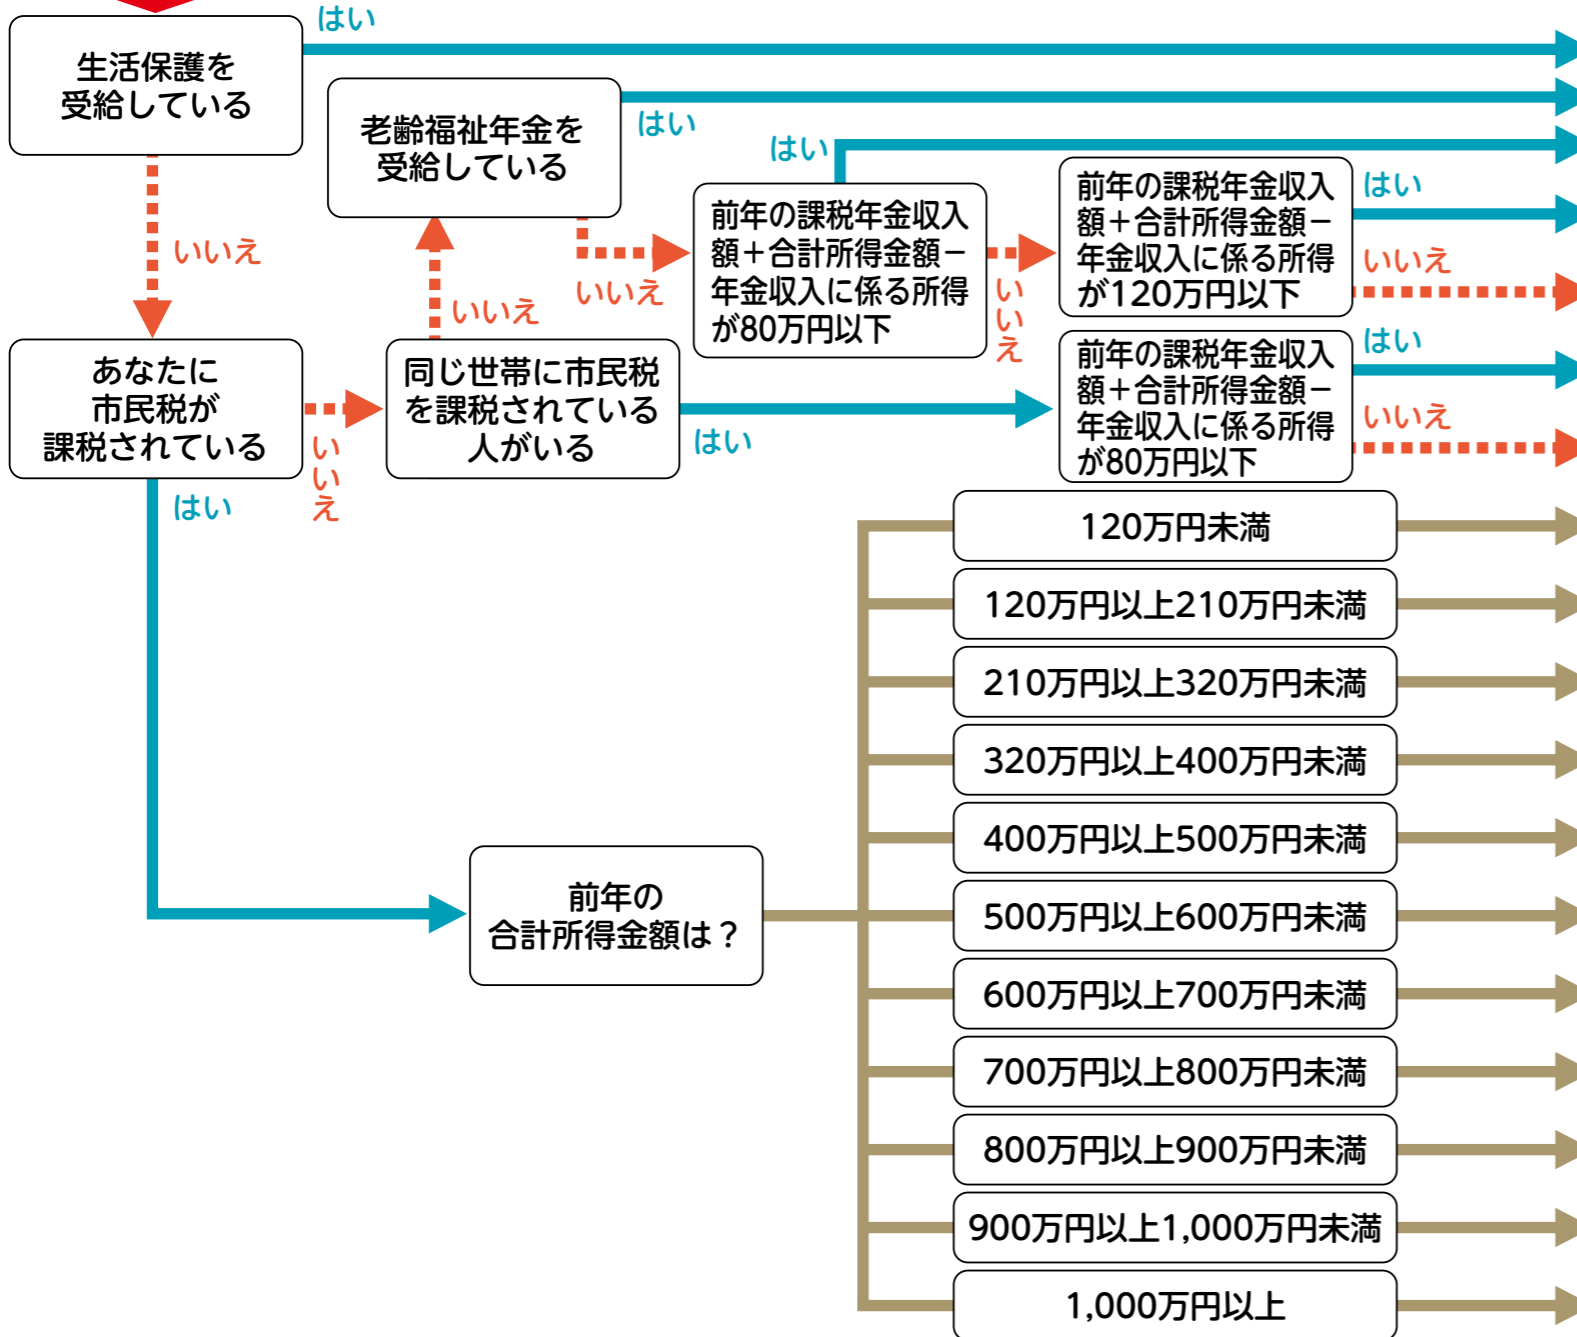 はい
生活保護を
受給している
いいえ
老齢福祉年金を
受給している
はい
いいえ
はい
前年の課税年金収入
額＋合計所得金額－
年金収入に係る所得
が80万円以下
いいえ
前年の課税年金収入
額＋合計所得金額－
年金収入に係る所得
が120万円以下
はい
いいえ
あなたに
市民税が
課税されている
いいえ
はい
同じ世帯に市民税
を課税されている
人がいる
いいえ
はい
前年の課税年金収入
額＋合計所得金額－
年金収入に係る所得
が80万円以下
はい
いいえ
前年の
合計所得金額は？
120万円未満
120万円以上210万円未満
210万円以上320万円未満
320万円以上400万円未満
400万円以上500万円未満
500万円以上600万円未満
600万円以上700万円未満
700万円以上800万円未満
800万円以上900万円未満
900万円以上1,000万円未満
1,000万円以上